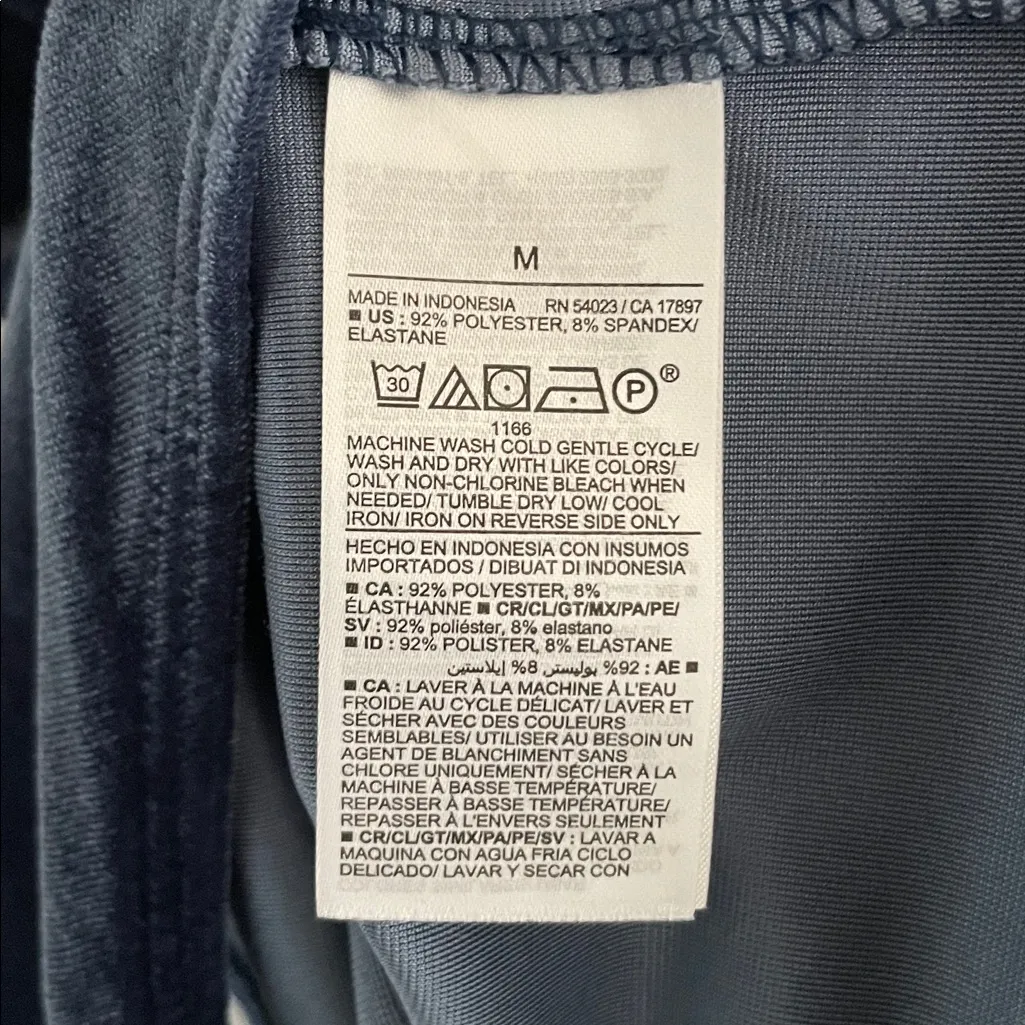 M
MADE IN INDONESIA RN 54023 / CA 17897
■ US : 92% POLYESTER, 8% SPANDEX/
ELASTANE
30 P ®
1166
MACHINE WASH COLD GENTLE CYCLE/
WASH AND DRY WITH LIKE COLORS/
ONLY NON-CHLORINE BLEACH WHEN
NEEDED/ TUMBLE DRY LOW/ COOL
IRON/ IRON ON REVERSE SIDE ONLY
HECHO EN INDONESIA CON INSUMOS
IMPORTADOS / DIBUAT DI INDONESIA
■ CA : 92% POLYESTER, 8%
ÉLASTHANNE ■ CR/CL/GT/MX/PA/PE/
SV : 92% poliéster, 8% elastano
■ ID : 92% POLISTER, 8% ELASTANE
■ AE : 92% بوليستر, 8% إيلاستين
■ CA : LAVER À LA MACHINE À L'EAU
FROIDE AU CYCLE DÉLICAT/ LAVER ET
SÉCHER AVEC DES COULEURS
SEMBLABLES/ UTILISER AU BESOIN UN
AGENT DE BLANCHIMENT SANS
CHLORE UNIQUEMENT/ SÉCHER À LA
MACHINE À BASSE TEMPÉRATURE/
REPASSER À BASSE TEMPÉRATURE/
REPASSER À L'ENVERS SEULEMENT
■ CR/CL/GT/MX/PA/PE/SV : LAVAR A
MAQUINA CON AGUA FRIA CICLO
DELICADO/ LAVAR Y SECAR CON